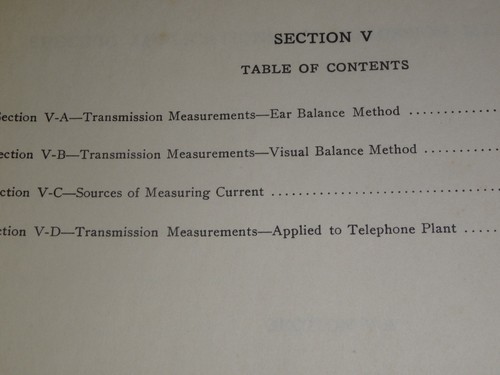 SECTION V
TABLE OF CONTENTS
Section V-A—Transmission Measurements—Ear Balance Method ..........
ection V-B—Transmission Measurements—Visual Balance Method ........
ction V-C—Sources of Measuring Current ..............................
ction V-D—Transmission Measurements—Applied to Telephone Plant .....